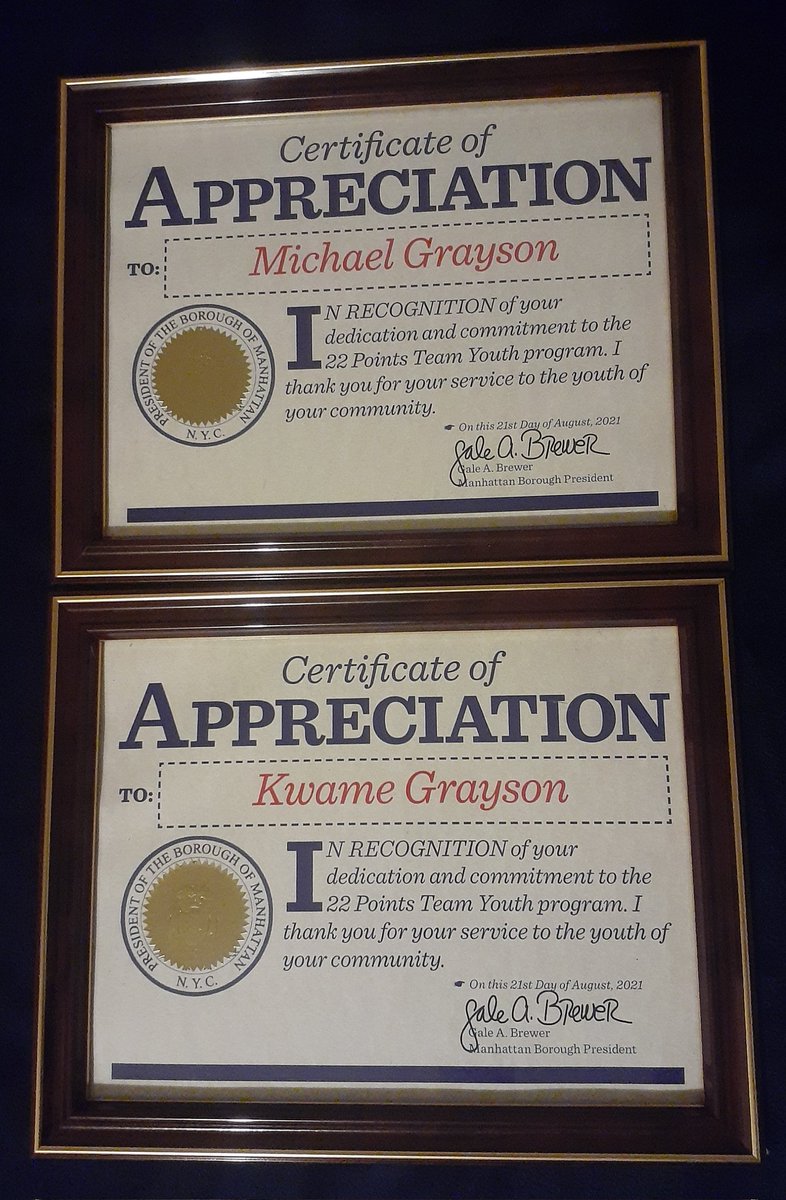 Certificate of
APPRECIATION
TO: Michael Grayson
IN RECOGNITION of your
dedication and commitment to the
22 Points Team Youth program. I
thank you for your service to the youth of
your community.
PRESIDENT OF THE BOROUGH OF MANHATTAN
N.Y.C.
On this 21st Day of August, 2021
Gale A. Brewer
Gale A. Brewer
Manhattan Borough President
Certificate of
APPRECIATION
TO: Kwame Grayson
IN RECOGNITION of your
dedication and commitment to the
22 Points Team Youth program. I
thank you for your service to the youth of
your community.
PRESIDENT OF THE BOROUGH OF MANHATTAN
N.Y.C.
On this 21st Day of August, 2021
Gale A. Brewer
Gale A. Brewer
Manhattan Borough President